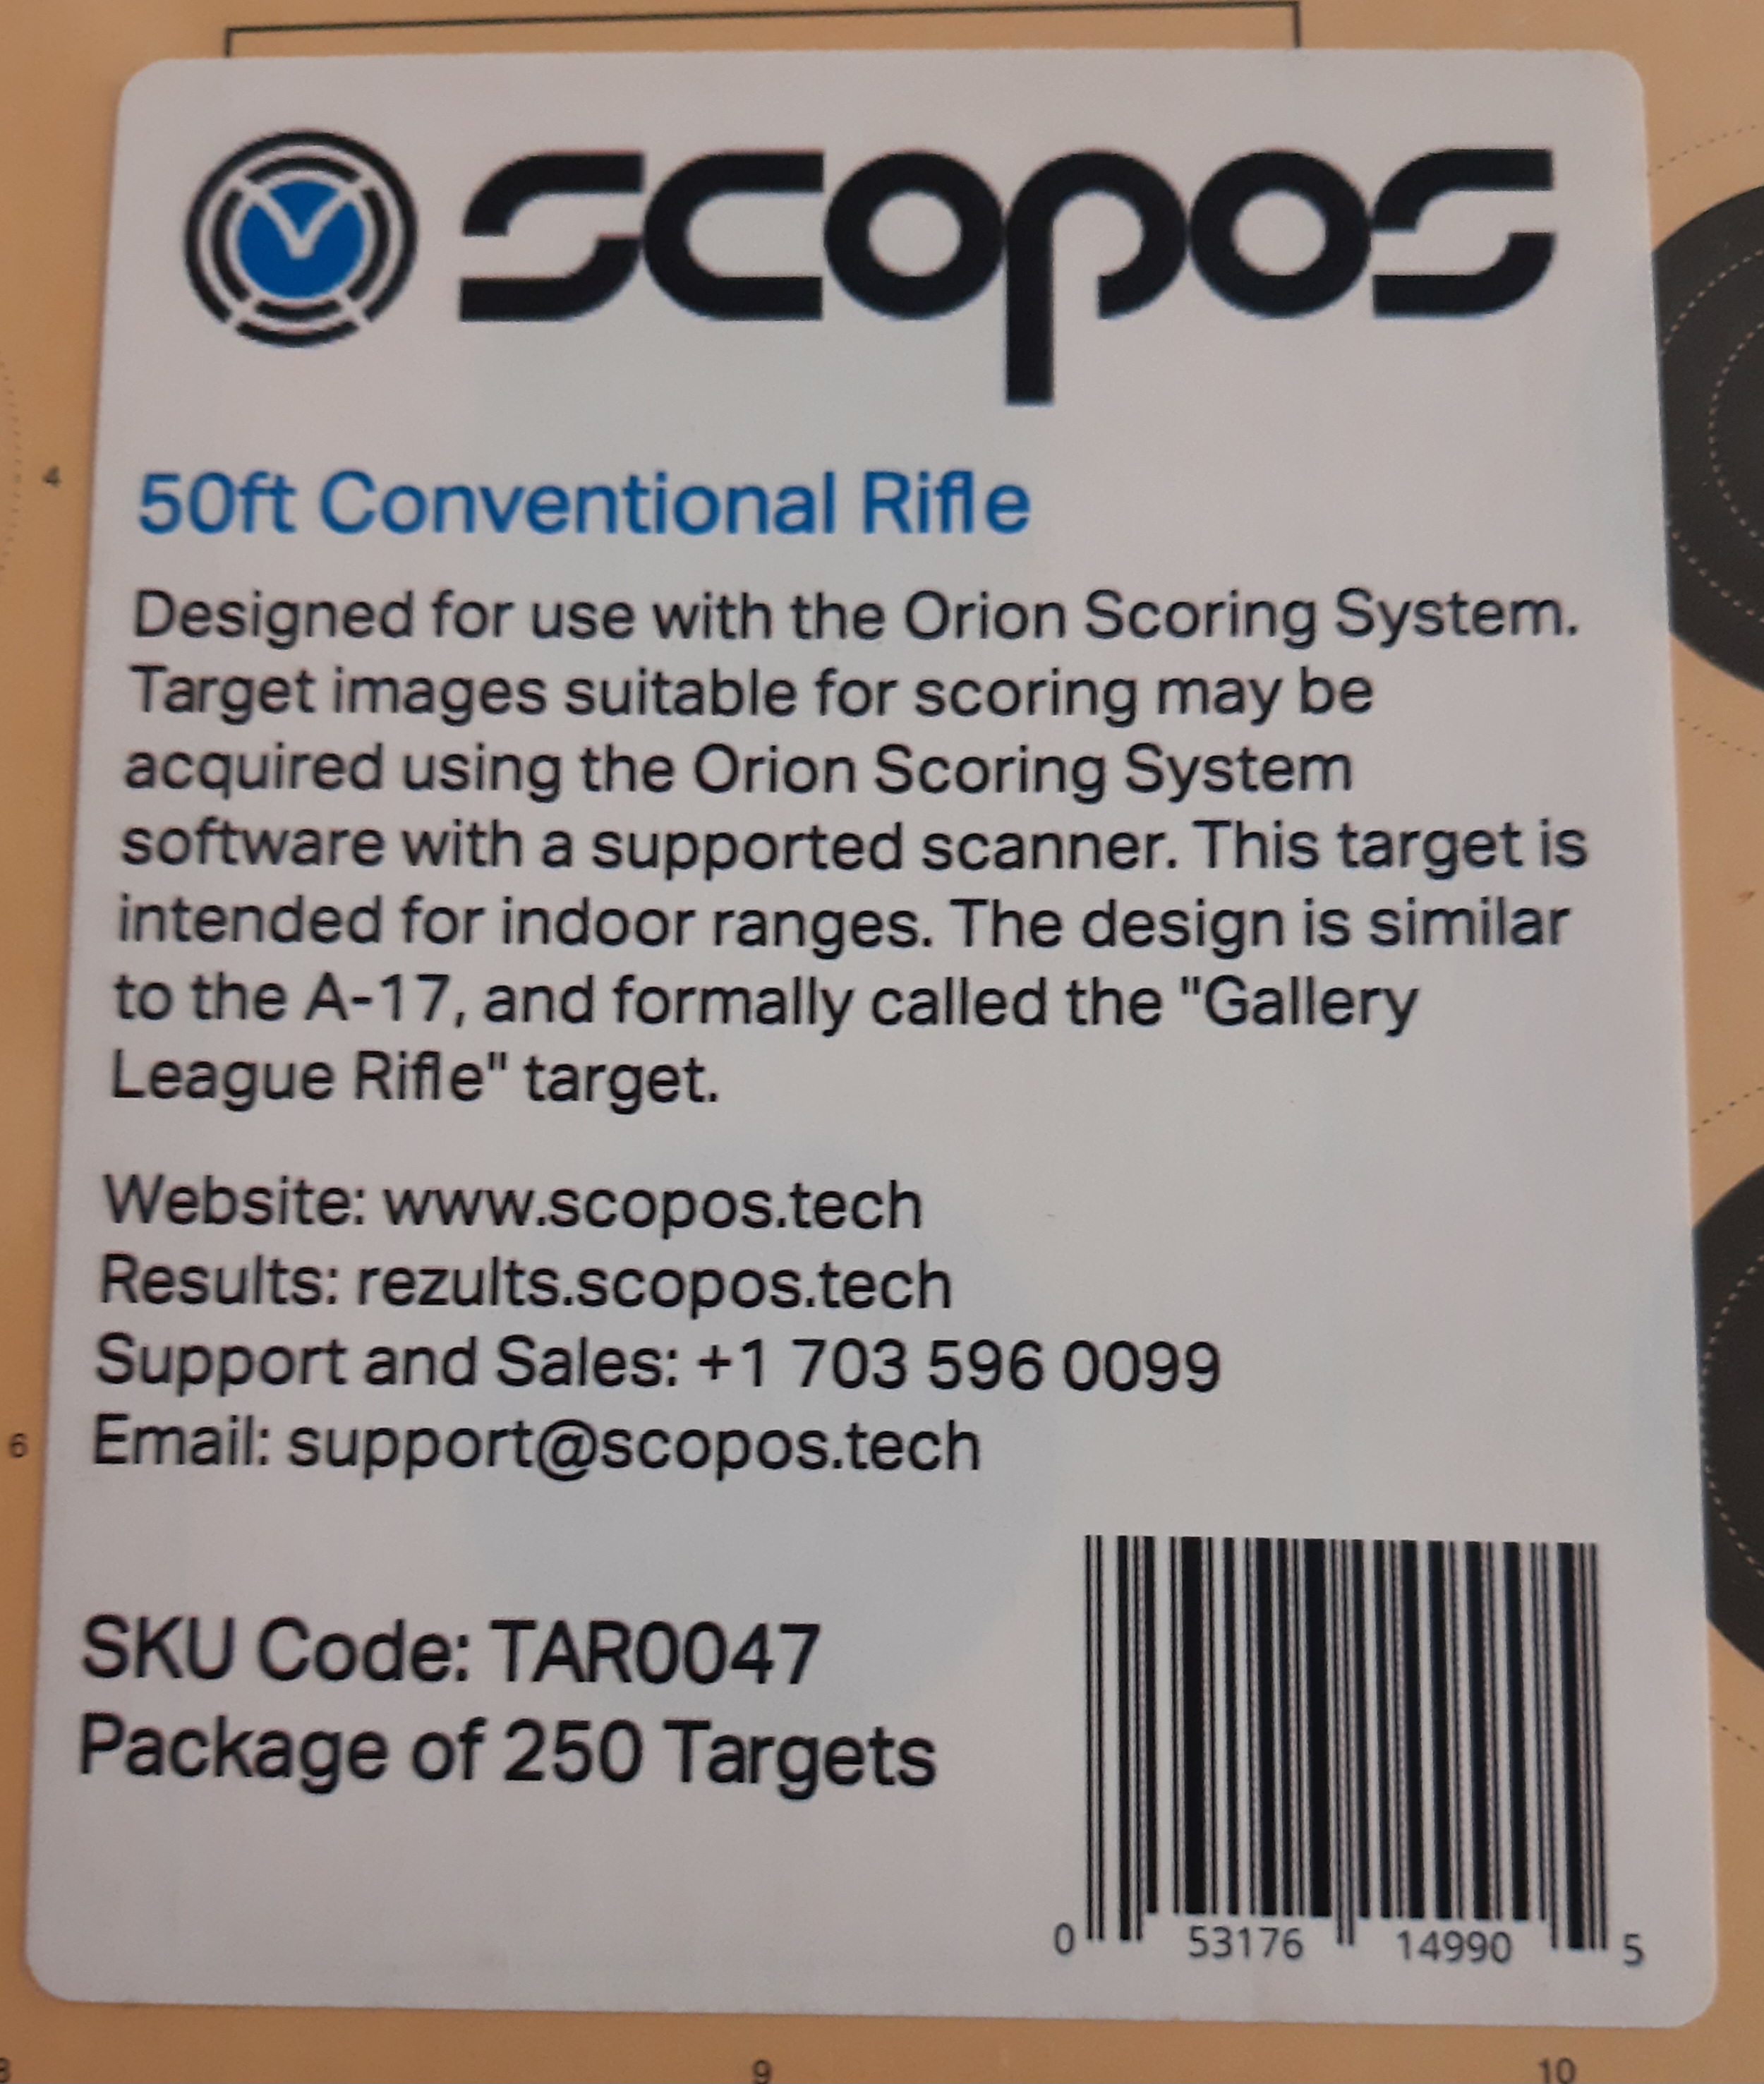 scopos
4
50ft Conventional Rifle
Designed for use with the Orion Scoring System.
Target images suitable for scoring may be
acquired using the Orion Scoring System
software with a supported scanner. This target is
intended for indoor ranges. The design is similar
to the A-17, and formally called the "Gallery
League Rifle" target.
Website: www.scopos.tech
Results: rezults.scopos.tech
Support and Sales: +1 703 596 0099
6
Email: support@scopos.tech
SKU Code: TAR0047
Package of 250 Targets
0 53176 14990 5
8 9 10